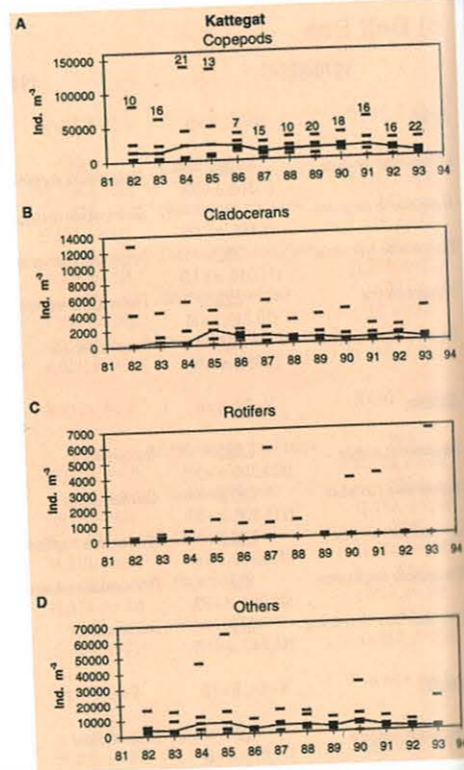 A
Kattegat
Copepods
150000
100000
50000
0
Ind. m-3
10 16 21 13 7 15 10 20 18 16 16 22
81 82 83 84 85 86 87 88 89 90 91 92 93 94
B
Cladocerans
14000
12000
10000
8000
6000
4000
2000
0
Ind. m-3
81 82 83 84 85 86 87 88 89 90 91 92 93 94
C
Rotifers
7000
6000
5000
4000
3000
2000
1000
0
Ind. m-3
81 82 83 84 85 86 87 88 89 90 91 92 93 94
D
Others
70000
60000
50000
40000
30000
20000
10000
0
Ind. m-3
81 82 83 84 85 86 87 88 89 90 91 92 93